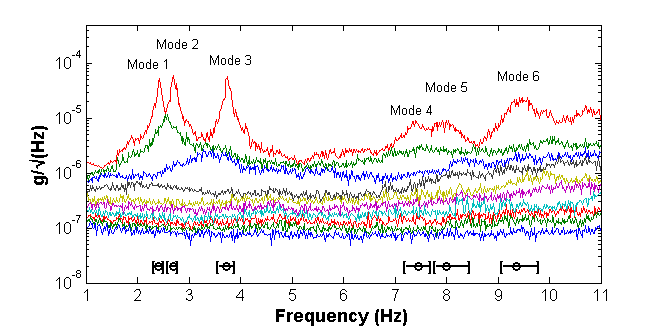 Mode 2
Mode 1
Mode 3
Mode 6
Mode 5
Mode 4
10-4
10-5
10-6
10-7
10-8
g/√(Hz)
1 2 3 4 5 6 7 8 9 10 11
Frequency (Hz)